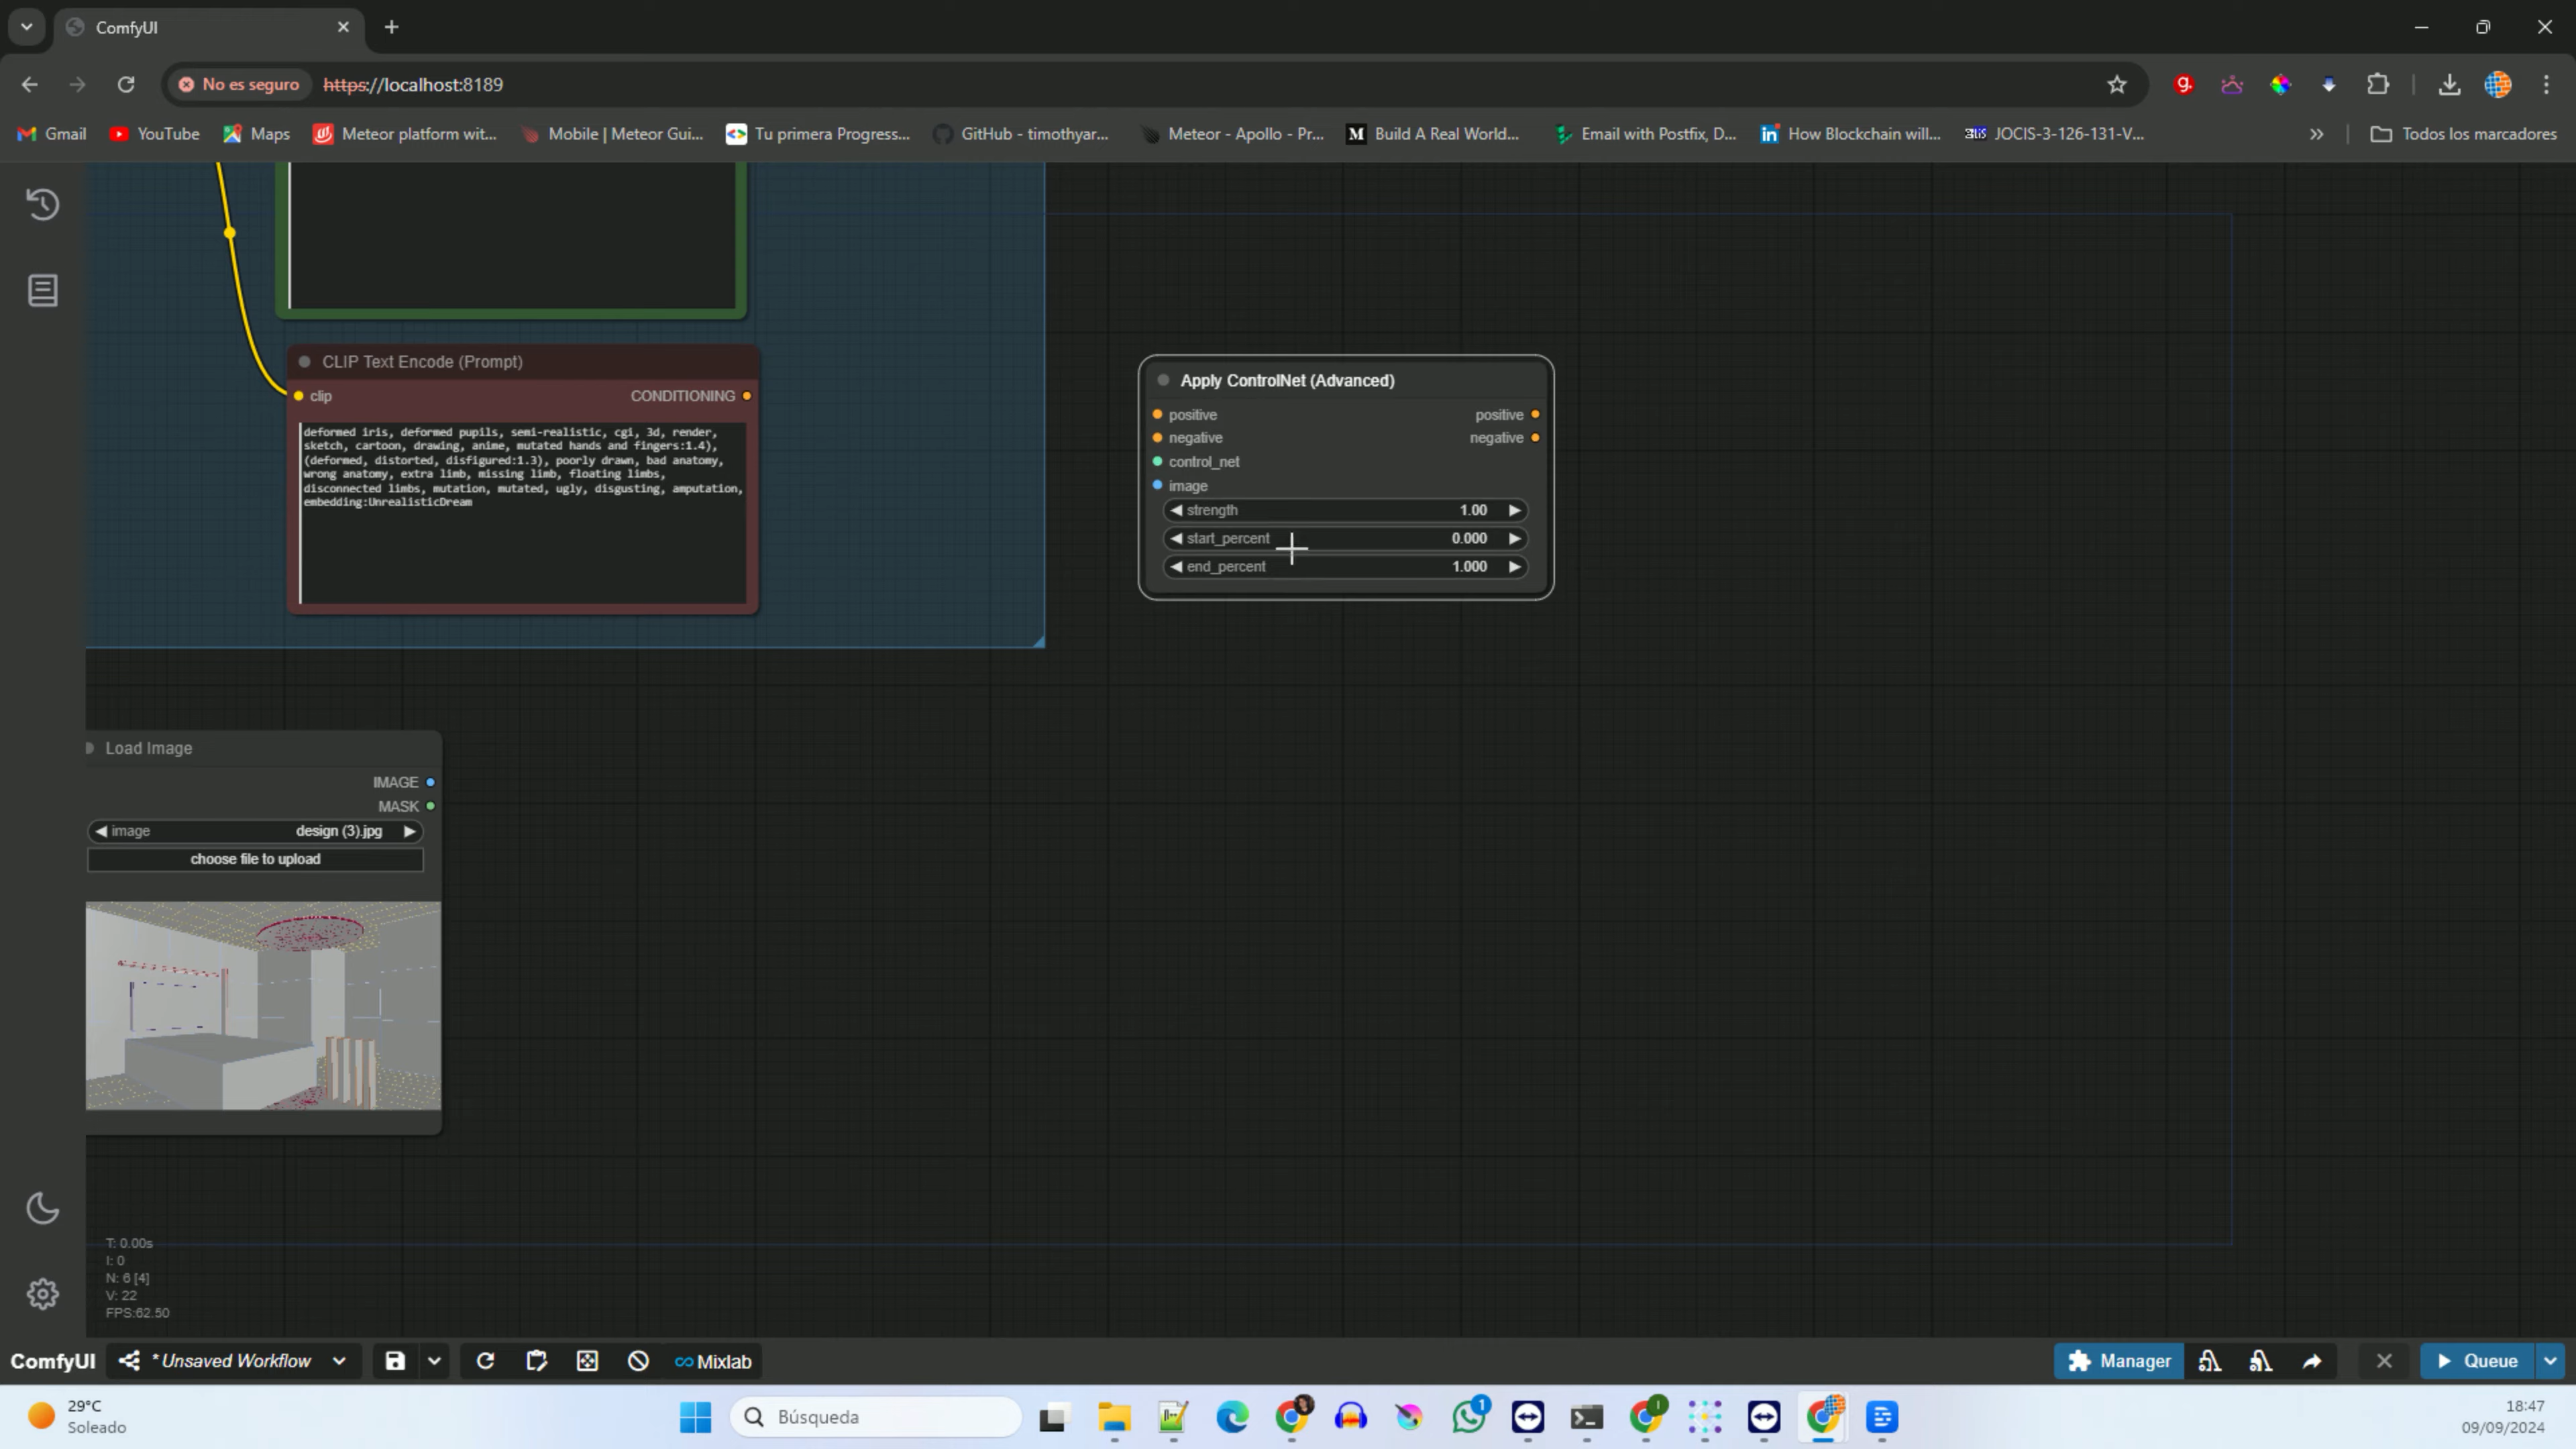 ComfyUI
No es seguro https://localhost:8189
Gmail YouTube Maps Meteor platform wit... Mobile | Meteor Gui... Tu primera Progress... GitHub - timothyar... Meteor - Apollo - Pr... Build A Real World... Email with Postfix, D... How Blockchain will... JOCIS-3-126-131-V... Todos los marcadores
CLIP Text Encode (Prompt)
clip CONDITIONING
deformed iris, deformed pupils, semi-realistic, cgi, 3d, render,
sketch, cartoon, drawing, anime, mutated hands and fingers:1.4),
(deformed, distorted, disfigured:1.3), poorly drawn, bad anatomy,
wrong anatomy, extra limb, missing limb, floating limbs,
disconnected limbs, mutation, mutated, ugly, disgusting, amputation,
embedding:UnrealisticDream
Apply ControlNet (Advanced)
positive positive
negative negative
control_net
image
strength 1.00
start_percent 0.000
end_percent 1.000
Load Image
IMAGE
MASK
image design (3).jpg
choose file to upload
T: 0.00s
I: 0
N: 6 [4]
V: 22
FPS:62.50
ComfyUI * Unsaved Workflow Mixlab Manager Queue
29°C
Soleado
Búsqueda
1
18:47
09/09/2024